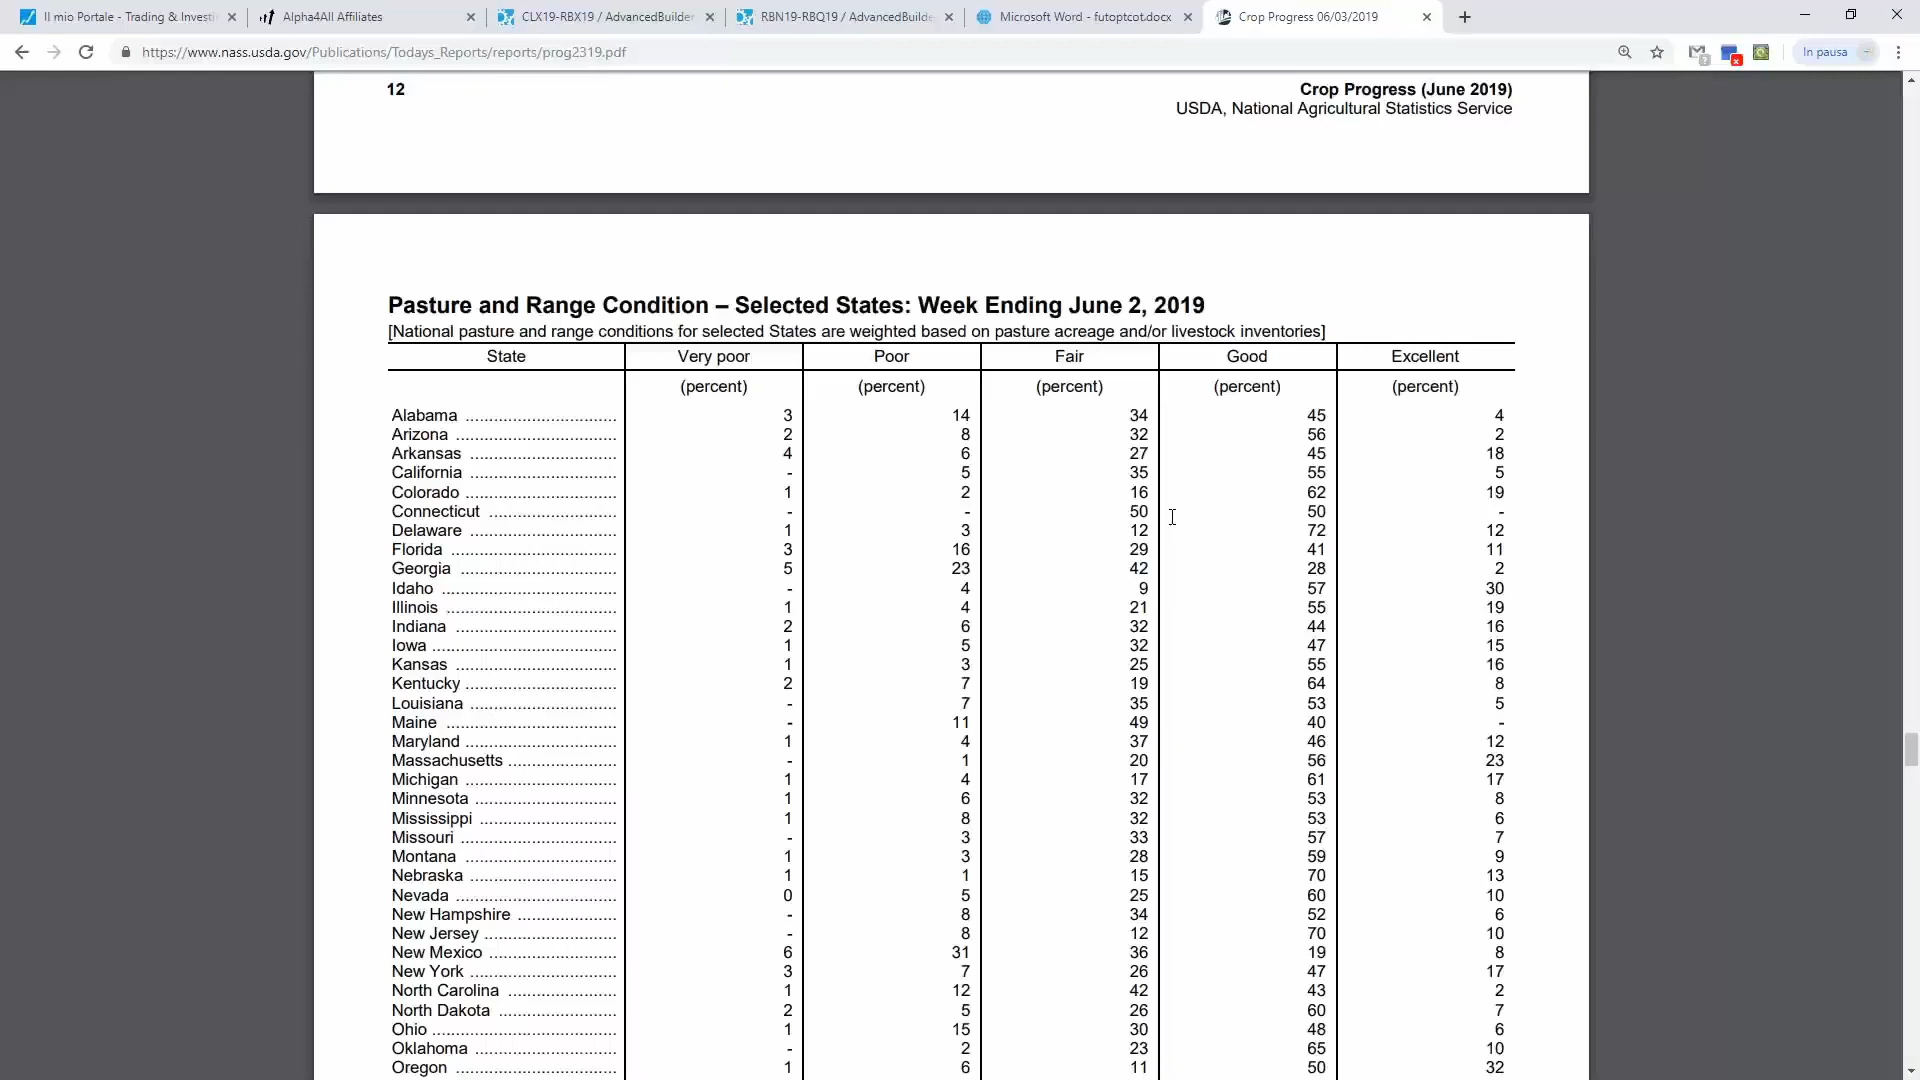 Il mio Portale - Trading & Investi
Alpha4All Affiliates
CLX19-RBX19 / AdvancedBuilder
RBN19-RBQ19 / AdvancedBuilde
Microsoft Word - futoptcot.docx
Crop Progress 06/03/2019
https://www.nass.usda.gov/Publications/Todays_Reports/reports/prog2319.pdf
In pausa
12
Crop Progress (June 2019)
USDA, National Agricultural Statistics Service
Pasture and Range Condition – Selected States: Week Ending June 2, 2019
[National pasture and range conditions for selected States are weighted based on pasture acreage and/or livestock inventories]
State Very poor Poor Fair Good Excellent
(percent) (percent) (percent) (percent) (percent)
Alabama ................................ 3 14 34 45 4
Arizona ................................ 2 8 32 56 2
Arkansas ................................ 4 6 27 45 18
California ................................ - 5 35 55 5
Colorado ................................ 1 2 16 62 19
Connecticut ............................ - - 50 50 -
Delaware ................................ 1 3 12 72 12
Florida ................................ 3 16 29 41 11
Georgia ................................ 5 23 42 28 2
Idaho ................................ - 4 9 57 30
Illinois ................................ 1 4 21 55 19
Indiana ................................ 2 6 32 44 16
Iowa ................................ 1 5 32 47 15
Kansas ................................ 1 3 25 55 16
Kentucky ................................ 2 7 19 64 8
Louisiana ................................ - 7 35 53 5
Maine ................................ - 11 49 40 -
Maryland ................................ 1 4 37 46 12
Massachusetts ........................ - 1 20 56 23
Michigan ................................ 1 4 17 61 17
Minnesota ............................... 1 6 32 53 8
Mississippi .............................. 1 8 32 53 6
Missouri ................................ - 3 33 57 7
Montana ................................ 1 3 28 59 9
Nebraska ................................ 1 1 15 70 13
Nevada ................................ 0 5 25 60 10
New Hampshire ...................... - 8 34 52 6
New Jersey ............................. - 8 12 70 10
New Mexico ............................ 6 31 36 19 8
New York ................................ 3 7 26 47 17
North Carolina ........................ 1 12 42 43 2
North Dakota .......................... 2 5 26 60 7
Ohio ................................ 1 15 30 48 6
Oklahoma ............................... - 2 23 65 10
Oregon ................................ 1 6 11 50 32